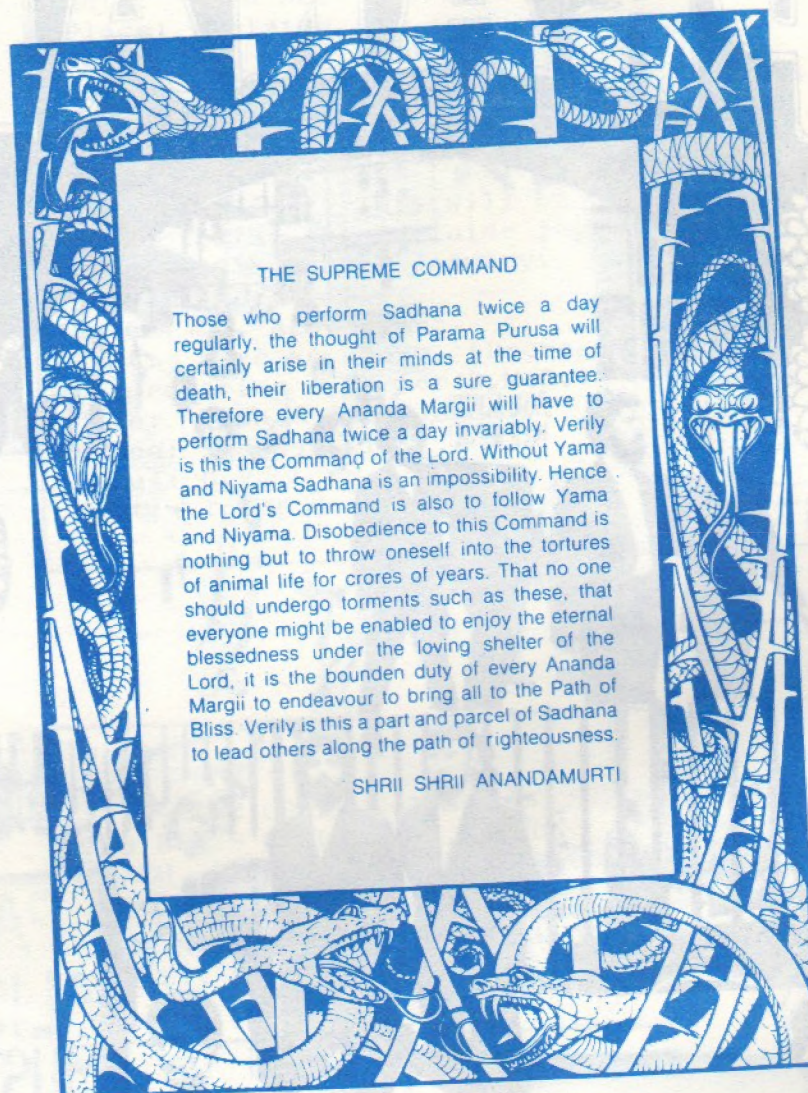 THE SUPREME COMMAND
Those who perform Sadhana twice a day
regularly, the thought of Parama Purusa will
certainly arise in their minds at the time of
death, their liberation is a sure guarantee.
Therefore every Ananda Margii will have to
perform Sadhana twice a day invariably. Verily
is this the Command of the Lord. Without Yama
and Niyama Sadhana is an impossibility. Hence
the Lord's Command is also to follow Yama
and Niyama. Disobedience to this Command is
nothing but to throw oneself into the tortures
of animal life for crores of years. That no one
should undergo torments such as these, that
everyone might be enabled to enjoy the eternal
blessedness under the loving shelter of the
Lord, it is the bounden duty of every Ananda
Margii to endeavour to bring all to the Path of
Bliss. Verily is this a part and parcel of Sadhana
to lead others along the path of righteousness.
SHRII SHRII ANANDAMURTI